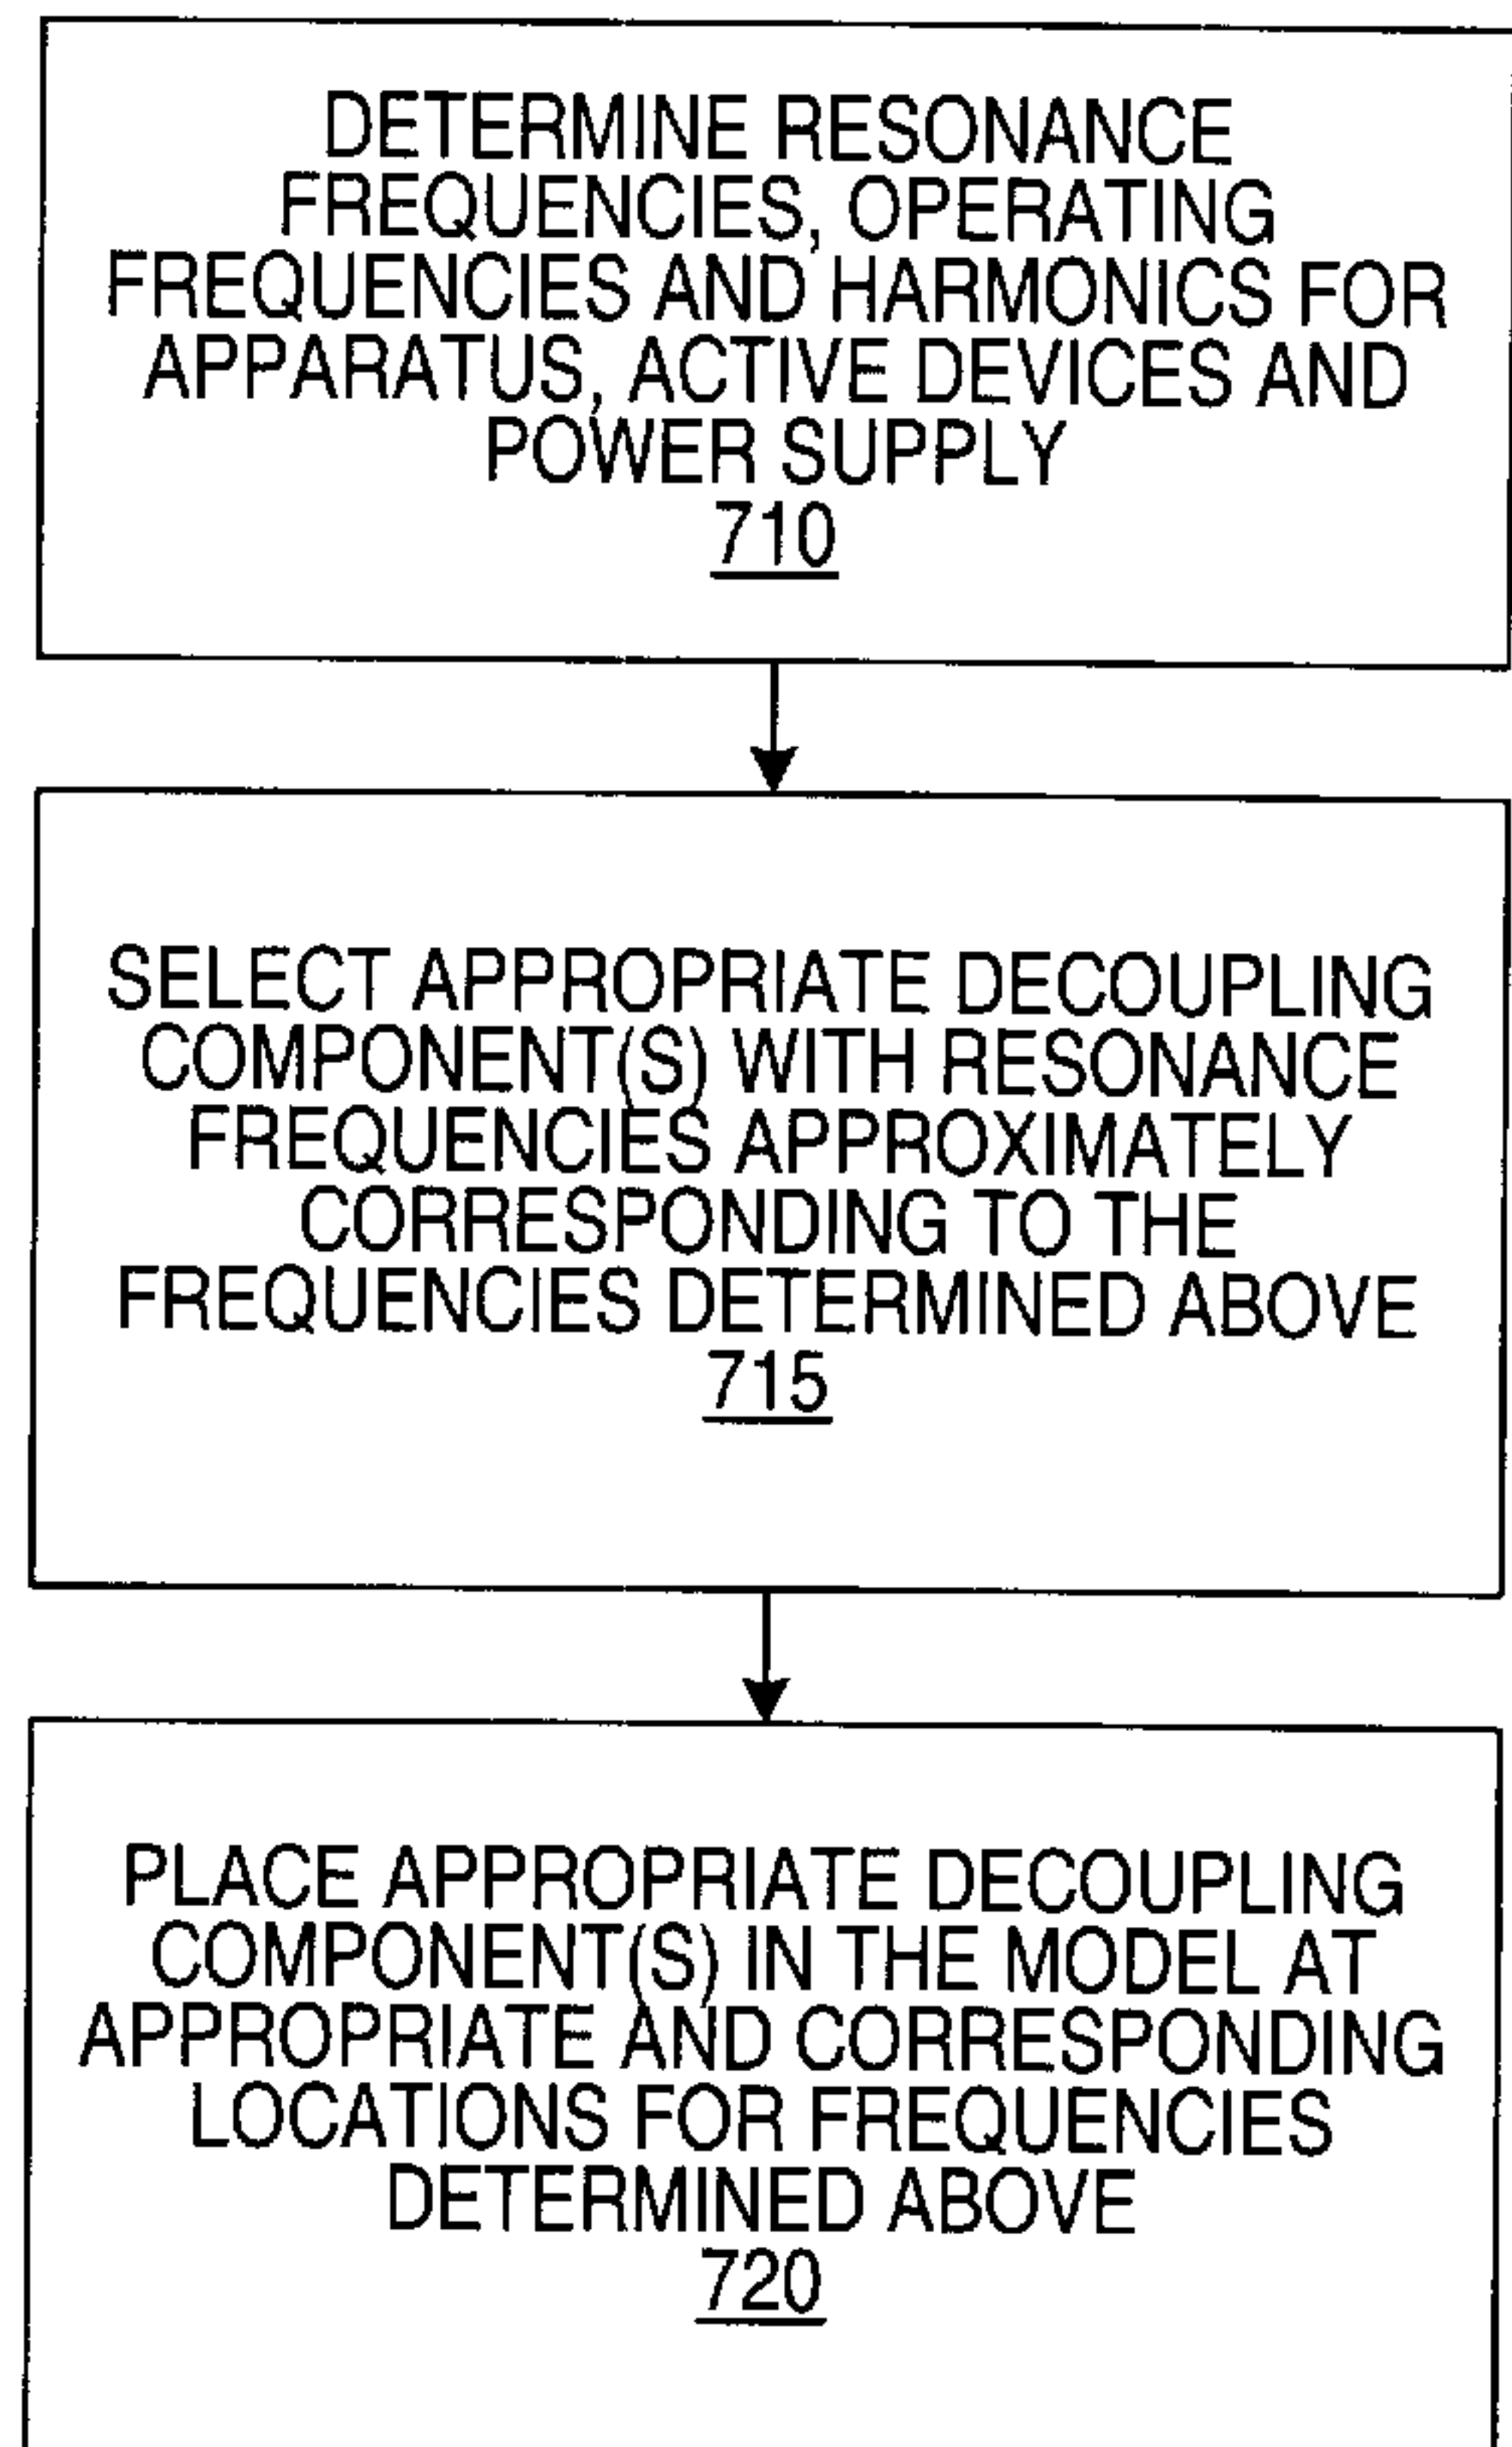 DETERMINE RESONANCE
FREQUENCIES, OPERATING
FREQUENCIES AND HARMONICS FOR
APPARATUS, ACTIVE DEVICES AND
POWER SUPPLY
710
SELECT APPROPRIATE DECOUPLING
COMPONENT(S) WITH RESONANCE
FREQUENCIES APPROXIMATELY
CORRESPONDING TO THE
FREQUENCIES DETERMINED ABOVE
715
PLACE APPROPRIATE DECOUPLING
COMPONENT(S) IN THE MODEL AT
APPROPRIATE AND CORRESPONDING
LOCATIONS FOR FREQUENCIES
DETERMINED ABOVE
720